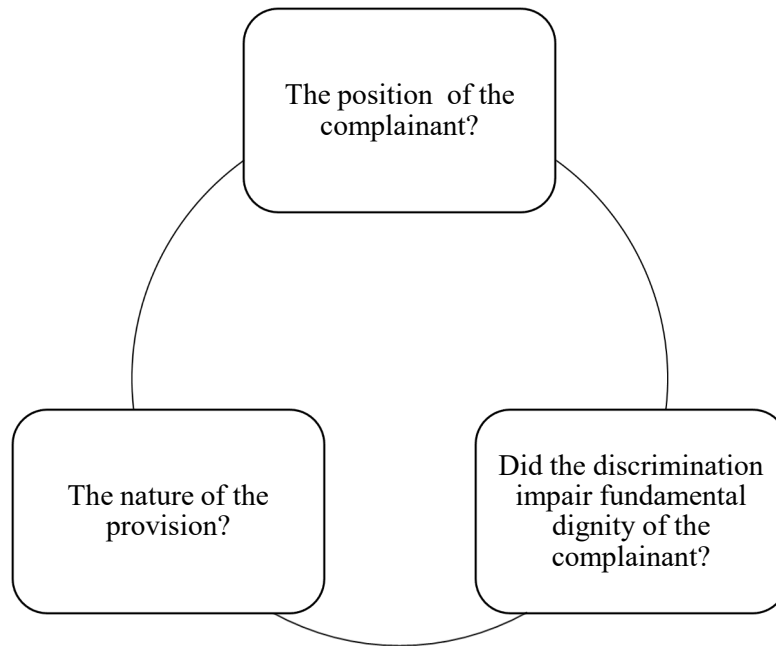 The position  of the
complainant?
The nature of the
provision?
Did the discrimination
impair fundamental
dignity of the
complainant?